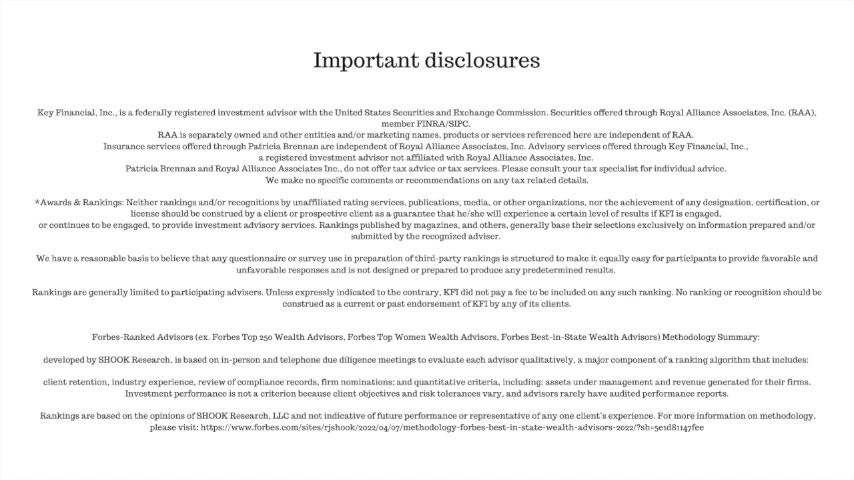 Important disclosures
Key Financial, Inc., is a federally registered investment advisor with the United States Securities and Exchange Commission. Securities offered through Royal Alliance Associates, Inc. (RAA),
member FINRA/SIPC.
RAA is separately owned and other entities and/or marketing names, products or services referenced here are independent of RAA.
Insurance services offered through Patricia Brennan are independent of Royal Alliance Associates, Inc. Advisory services offered through Key Financial, Inc.,
a registered investment advisor not affiliated with Royal Alliance Associates, Inc.
Patricia Brennan and Royal Alliance Associates Inc., do not offer tax advice or tax services. Please consult your tax specialist for individual advice.
We make no specific comments or recommendations on any tax related details.
*Awards & Rankings: Neither rankings and/or recognitions by unaffiliated rating services, publications, media, or other organizations, nor the achievement of any designation, certification, or
license should be construed by a client or prospective client as a guarantee that he/she will experience a certain level of results if KFI is engaged,
or continues to be engaged, to provide investment advisory services. Rankings published by magazines, and others, generally base their selections exclusively on information prepared and/or
submitted by the recognized adviser.
We have a reasonable basis to believe that any questionnaire or survey use in preparation of third-party rankings is structured to make it equally easy for participants to provide favorable and
unfavorable responses and is not designed or prepared to produce any predetermined results.
Rankings are generally limited to participating advisers. Unless expressly indicated to the contrary, KFI did not pay a fee to be included on any such ranking. No ranking or recognition should be
construed as a current or past endorsement of KFI by any of its clients.
Forbes-Ranked Advisors (ex. Forbes Top 250 Wealth Advisors, Forbes Top Women Wealth Advisors, Forbes Best-in-State Wealth Advisors) Methodology Summary:
developed by SHOOK Research, is based on in-person and telephone due diligence meetings to evaluate each advisor qualitatively, a major component of a ranking algorithm that includes:
client retention, industry experience, review of compliance records, firm nominations; and quantitative criteria, including: assets under management and revenue generated for their firms.
Investment performance is not a criterion because client objectives and risk tolerances vary, and advisors rarely have audited performance reports.
Rankings are based on the opinions of SHOOK Research, LLC and not indicative of future performance or representative of any one client's experience. For more information on methodology,
please visit: https://www.forbes.com/sites/rjshook/2022/04/07/methodology-forbes-best-in-state-wealth-advisors-2022/?sh=5e1d81147fee